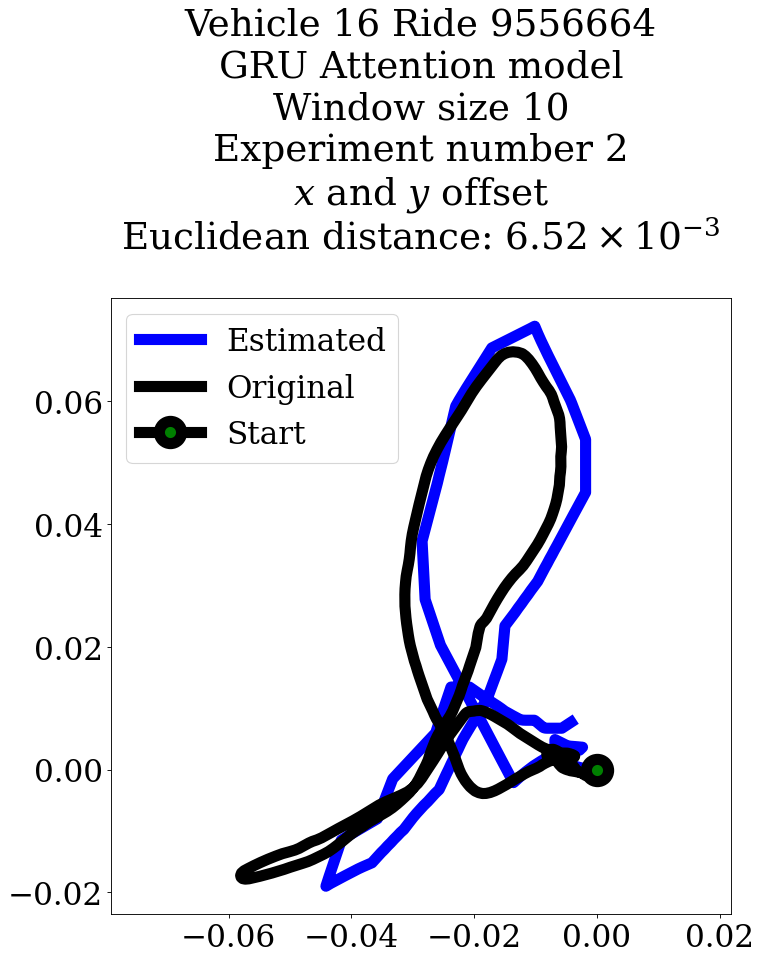 Vehicle 16 Ride 9556664
GRU Attention model
Window size 10
Experiment number 2
x and y offset
Euclidean distance: 6.52 × 10⁻³
Estimated
Original
Start
0.06
0.04
0.02
0.00
−0.02
−0.06 −0.04 −0.02 0.00 0.02